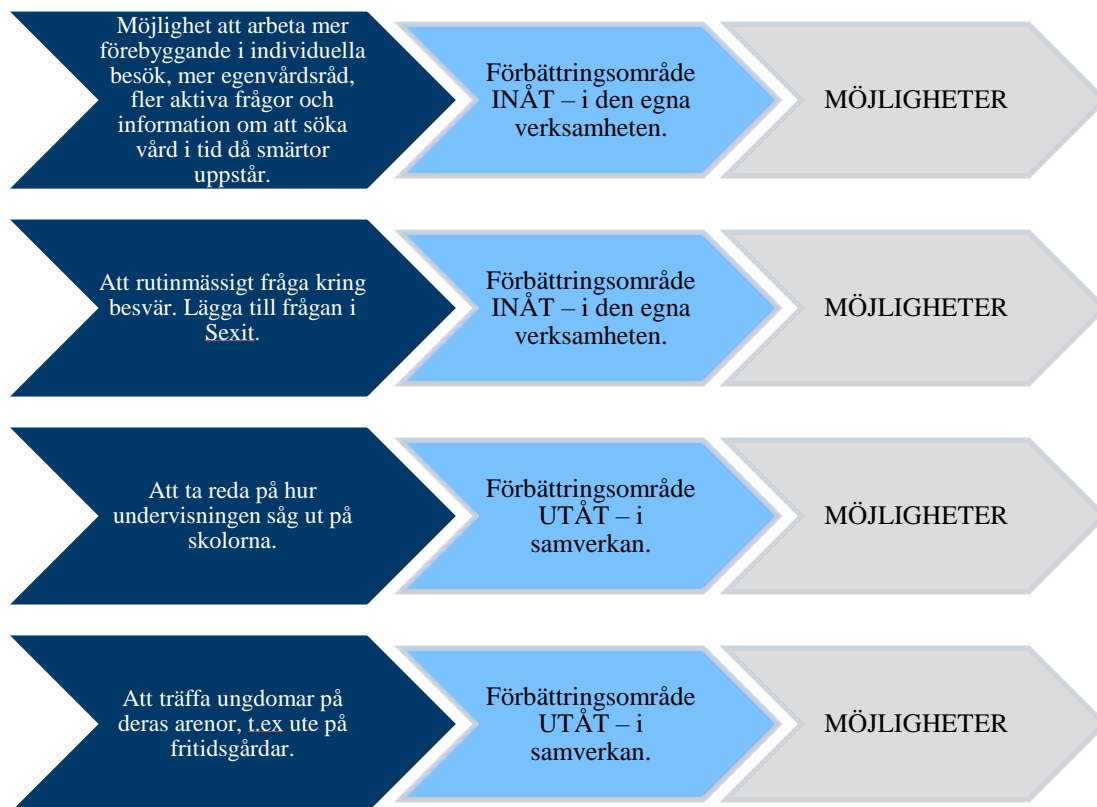 Möjlighet att arbeta mer
förebyggande i individuella
besök, mer egenvårdsråd,
fler aktiva frågor och
information om att söka
vård i tid då smärtor
uppstår.
Förbättringsområde
INÅT – i den egna
verksamheten.
MÖJLIGHETER
Att rutinmässigt fråga kring
besvär. Lägga till frågan i
Sexit.
Förbättringsområde
INÅT – i den egna
verksamheten.
MÖJLIGHETER
Att ta reda på hur
undervisningen såg ut på
skolorna.
Förbättringsområde
UTÅT – i
samverkan.
MÖJLIGHETER
Att träffa ungdomar på
deras arenor, t.ex ute på
fritidsgårdar.
Förbättringsområde
UTÅT – i
samverkan.
MÖJLIGHETER